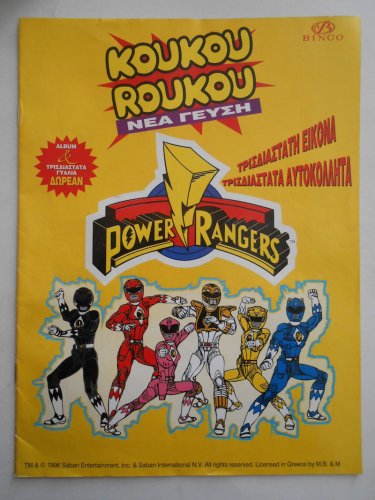 KOUKOU
ROUKOU
ΝΕΑ ΓΕΥΣΗ
BINGO
ALBUM
&
ΤΡΙΣΔΙΑΣΤΑΤΑ
ΓΥΑΛΙΑ
ΔΩΡΕΑΝ
ΤΡΙΣΔΙΑΣΤΑΤΗ ΕΙΚΟΝΑ
ΤΡΙΣΔΙΑΣΤΑΤΑ ΑΥΤΟΚΟΛΛΗΤΑ
POWER RANGERS
TM & © 1996 Saban Entertainment, Inc. & Saban International N.V. All rights reserved. Licensed in Greece by M.B. & M